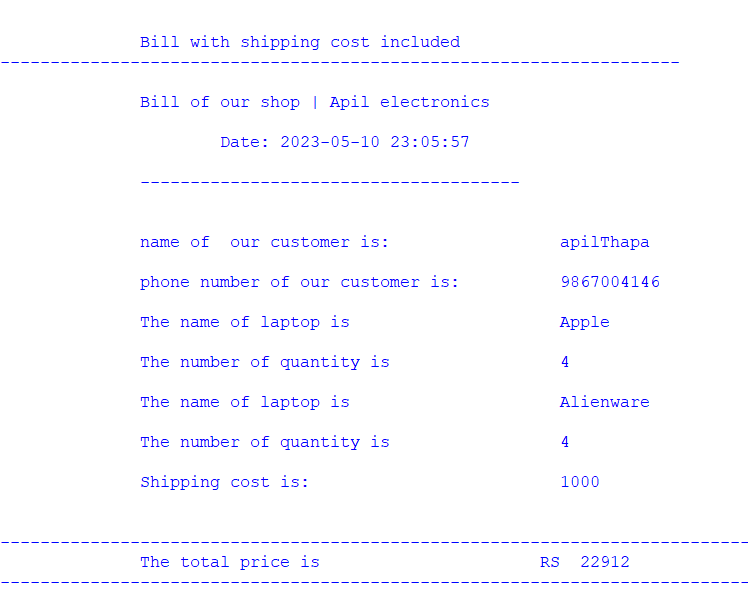 Bill with shipping cost included
--------------------------------------------------------------------
Bill of our shop | Apil electronics
Date: 2023-05-10 23:05:57
--------------------------------------
name of  our customer is: apilThapa
phone number of our customer is: 9867004146
The name of laptop is Apple
The number of quantity is 4
The name of laptop is Alienware
The number of quantity is 4
Shipping cost is: 1000
---------------------------------------------------------------------------
The total price is RS  22912
---------------------------------------------------------------------------